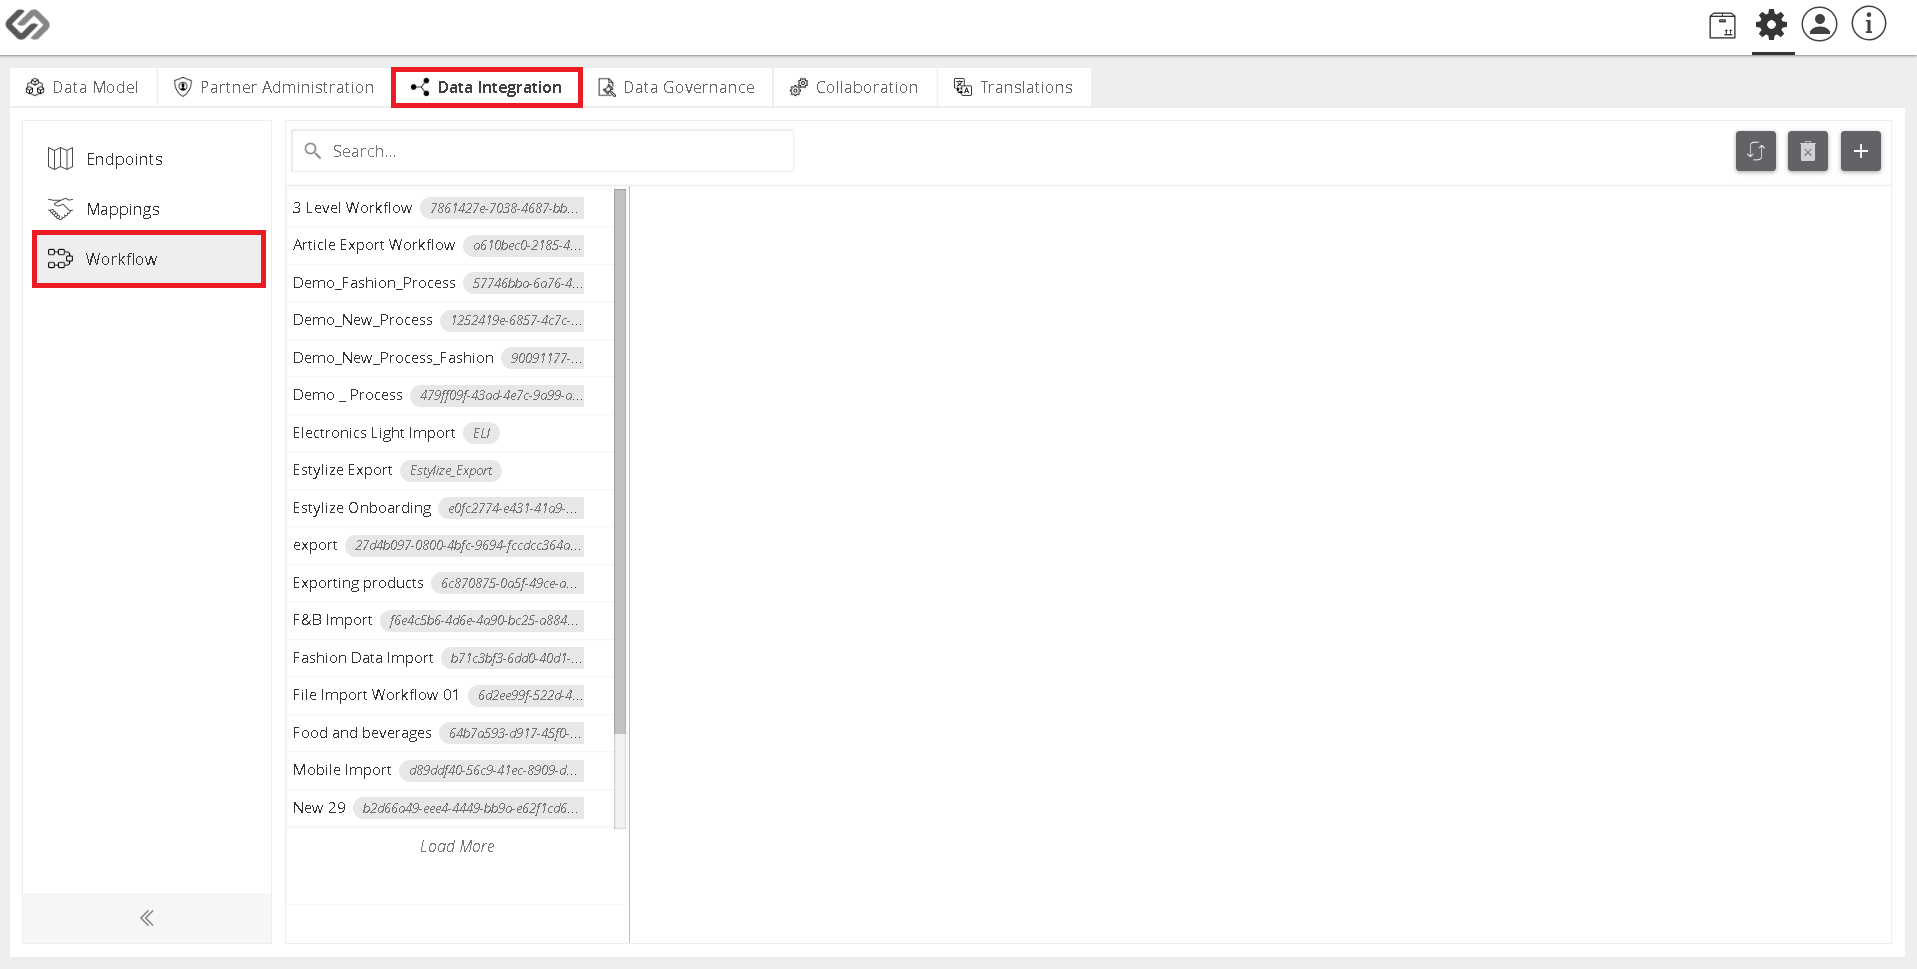 Data Model
Partner Administration
Data Integration
Data Governance
Collaboration
Translations
Endpoints
Mappings
Workflow
Search...
3 Level Workflow 7861427e-7038-4687-bb...
Article Export Workflow a610bec0-2185-4...
Demo_Fashion_Process 57746bba-6a76-4...
Demo_New_Process 1252419e-6857-4c7c-...
Demo_New_Process_Fashion 90091177-...
Demo _ Process 479ff09f-43ad-4e7c-9a99-a...
Electronics Light Import ELI
Estylize Export Estylize_Export
Estylize Onboarding e0fc2774-e431-41a9-...
export 27d4b097-0800-4bfc-9694-fccdcc364a...
Exporting products 6c870875-0a5f-49ce-a...
F&B Import f6e4c5b6-4d6e-4a90-bc25-a884...
Fashion Data Import b71c3bf3-6dd0-40d1-...
File Import Workflow 01 6d2ee99f-522d-4...
Food and beverages 64b7a593-d917-45f0-...
Mobile Import d89ddf40-56c9-41ec-8909-d...
New 29 b2d66a49-eee4-4449-bb9a-e62f1cd6...
Load More